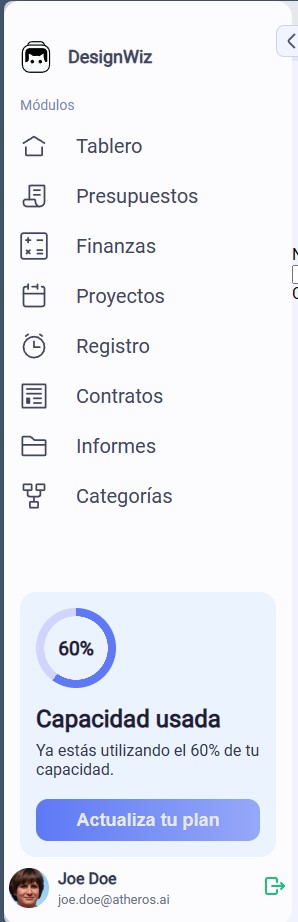 DesignWiz
Módulos
Tablero
Presupuestos
Finanzas
Proyectos
Registro
Contratos
Informes
Categorías
60%
Capacidad usada
Ya estás utilizando el 60% de tu
capacidad.
Actualiza tu plan
Joe Doe
joe.doe@atheros.ai